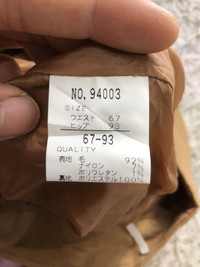 NO.94003
SIZE
ウエスト 67
ヒップ 93
67-93
QUALITY
表地 毛 92%
ナイロン
ポリウレタン
裏地 ポリエステル100%